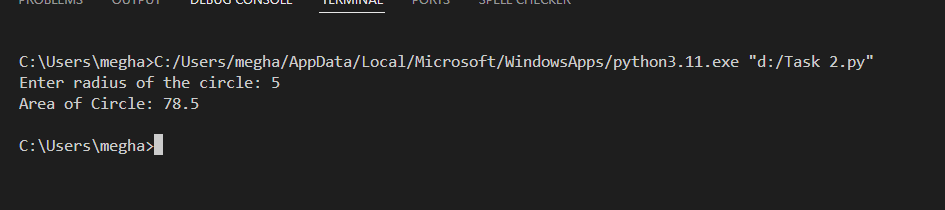 PROBLEMS OUTPUT DEBUG CONSOLE TERMINAL PORTS SPELL CHECKER
C:\Users\megha>C:/Users/megha/AppData/Local/Microsoft/WindowsApps/python3.11.exe "d:/Task 2.py"
Enter radius of the circle: 5
Area of Circle: 78.5
C:\Users\megha>